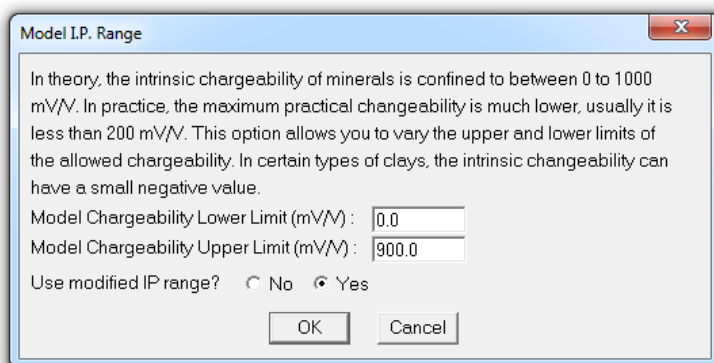 Model I.P. Range
In theory, the intrinsic chargeability of minerals is confined to between 0 to 1000
mV/V. In practice, the maximum practical changeability is much lower, usually it is
less than 200 mV/V. This option allows you to vary the upper and lower limits of
the allowed chargeability. In certain types of clays, the intrinsic changeability can
have a small negative value.
Model Chargeability Lower Limit (mV/V) : 0.0
Model Chargeability Upper Limit (mV/V) : 900.0
Use modified IP range? No Yes
OK Cancel